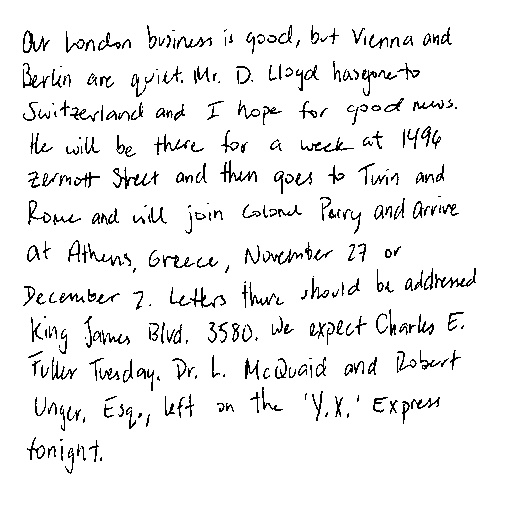 Our London business is good, but Vienna and
Berlin are quiet. Mr. D. Lloyd has gone to
Switzerland and I hope for good news.
He will be there for a week at 1496
Zermott Street and then goes to Turin and
Rome and will join Colonel Parry and arrive
at Athens, Greece, November 27 or
December 2. Letters there should be addressed
King James Blvd. 3580. We expect Charles E.
Fuller Tuesday. Dr. L. McQuaid and Robert
Unger, Esq., left on the 'Y.X.' Express
tonight.